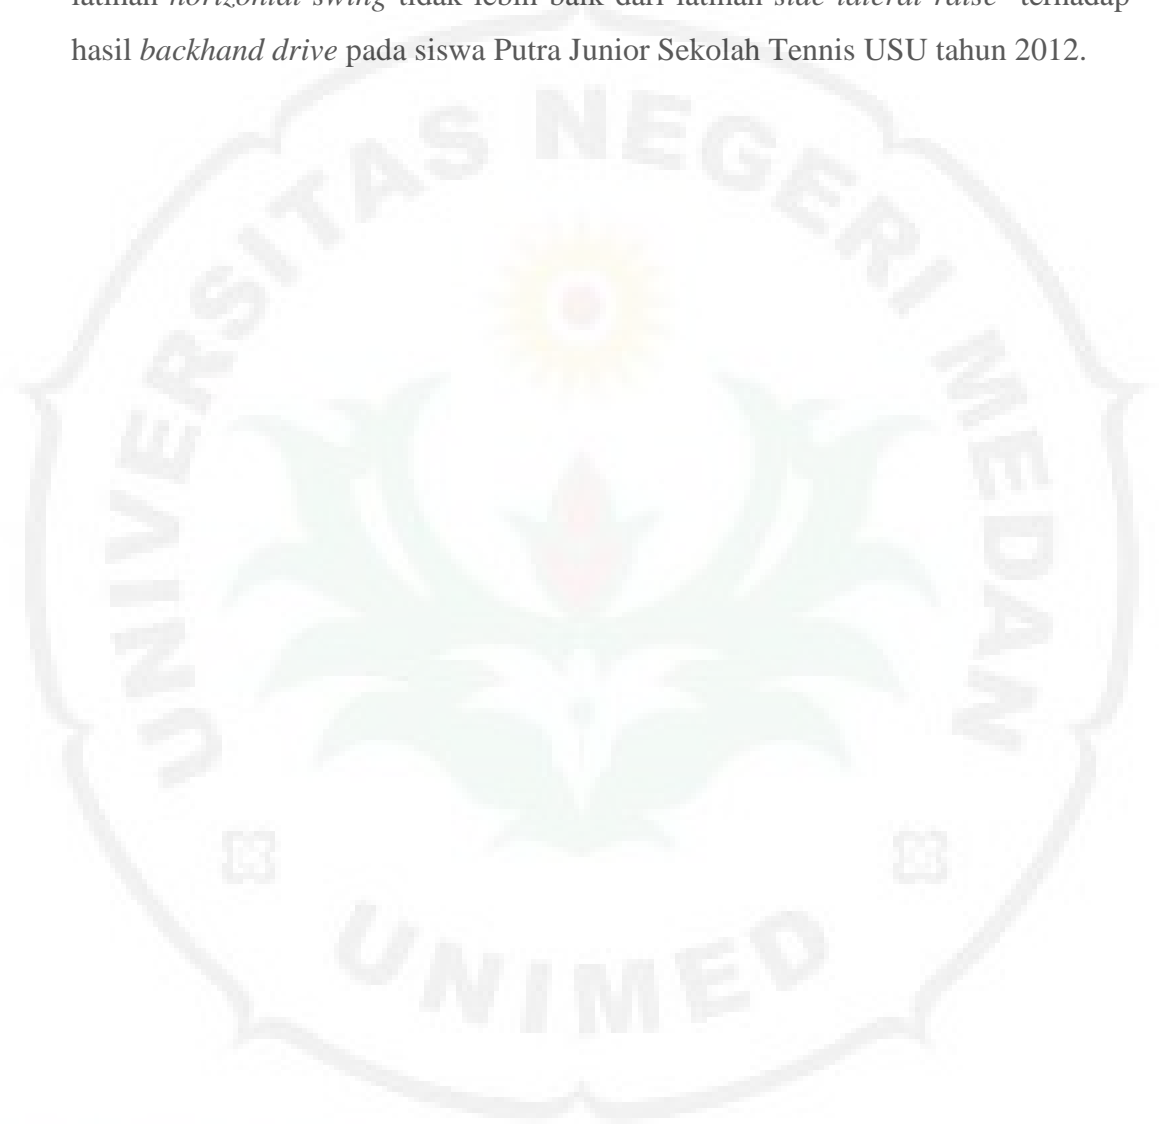 latihan horizontal swing tidak lebih baik dari latihan side lateral raise terhadap
hasil backhand drive pada siswa Putra Junior Sekolah Tennis USU tahun 2012.
UNIVERSITAS NEGERI MEDAN
UNIMED